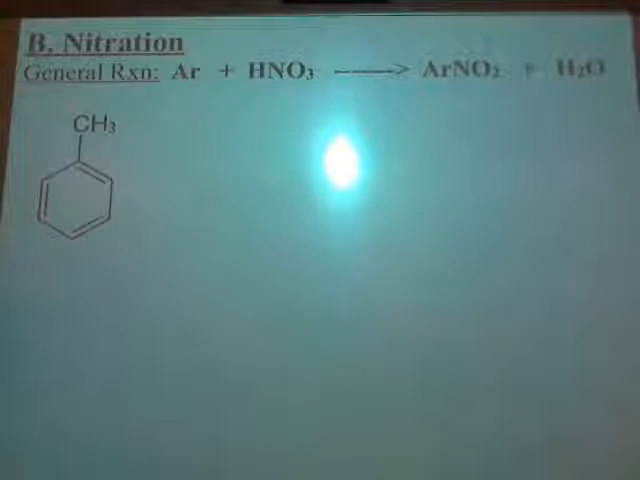 B. Nitration
General Rxn: Ar + HNO₃ -------> ArNO₂ + H₂O
CH₃